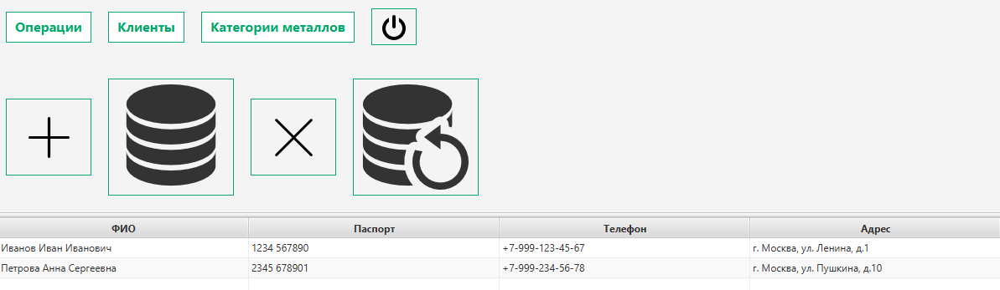 Операции Клиенты Категории металлов
ФИО Паспорт Телефон Адрес
Иванов Иван Иванович 1234 567890 +7-999-123-45-67 г. Москва, ул. Ленина, д.1
Петрова Анна Сергеевна 2345 678901 +7-999-234-56-78 г. Москва, ул. Пушкина, д.10